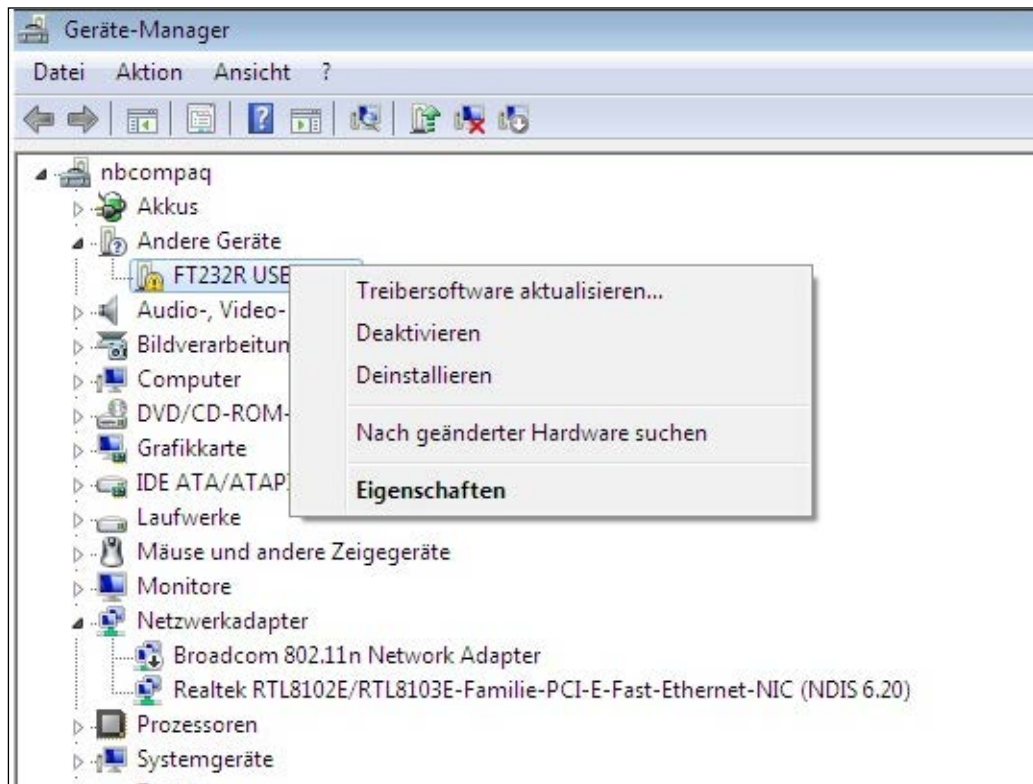 Geräte-Manager
Datei Aktion Ansicht ?
nbcompaq
Akkus
Andere Geräte
FT232R USB
Treibersoftware aktualisieren...
Audio-, Video-
Deaktivieren
Bildverarbeitun
Computer
Deinstallieren
DVD/CD-ROM-
Nach geänderter Hardware suchen
Grafikkarte
IDE ATA/ATAPI
Eigenschaften
Laufwerke
Mäuse und andere Zeigegeräte
Monitore
Netzwerkadapter
Broadcom 802.11n Network Adapter
Realtek RTL8102E/RTL8103E-Familie-PCI-E-Fast-Ethernet-NIC (NDIS 6.20)
Prozessoren
Systemgeräte